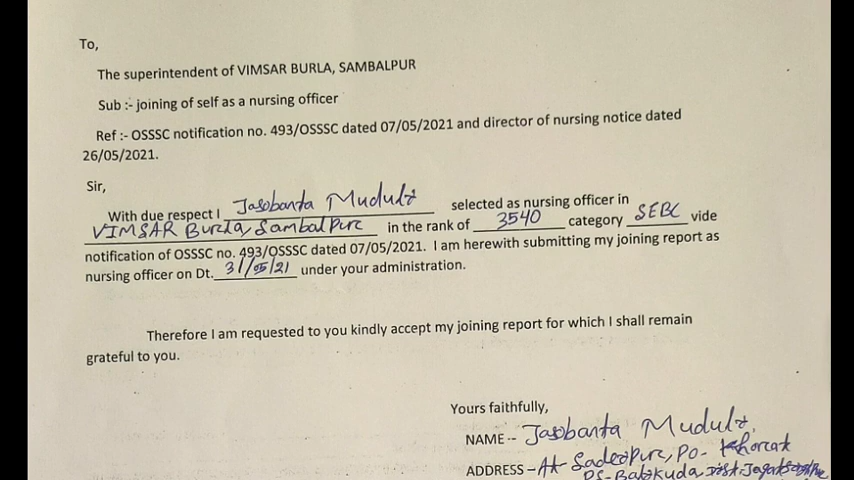 To,
The superintendent of VIMSAR BURLA, SAMBALPUR
Sub :- joining of self as a nursing officer
Ref :- OSSSC notification no. 493/OSSSC dated 07/05/2021 and director of nursing notice dated
26/05/2021.
Sir,
With due respect I Jasobanta Muduli selected as nursing officer in
VIMSAR Burla, Sambalpur in the rank of 3540 category SEBC vide
notification of OSSSC no. 493/OSSSC dated 07/05/2021. I am herewith submitting my joining report as
nursing officer on Dt. 31/05/21 under your administration.
Therefore I am requested to you kindly accept my joining report for which I shall remain
grateful to you.
Yours faithfully,
NAME -- Jasobanta Muduli.
ADDRESS - At- Sadeipur, Po-
PS- Dist.